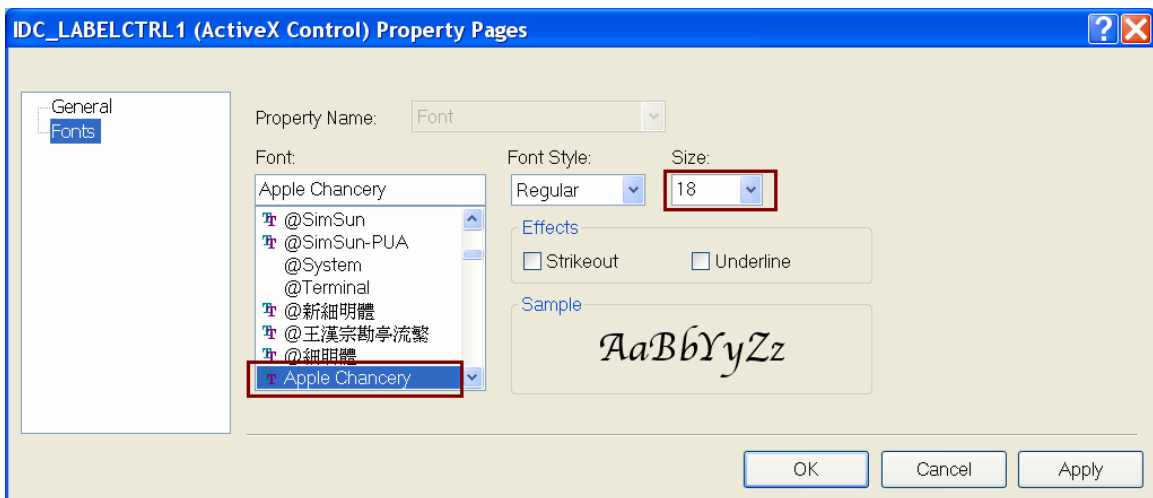 IDC_LABELCTRL1 (ActiveX Control) Property Pages
General
Fonts
Property Name: Font
Font: Font Style: Size:
Apple Chancery Regular 18
@SimSun
@SimSun-PUA
@System
@Terminal
@新細明體
@王漢宗勘亭流繁
@細明體
Apple Chancery
Effects
Strikeout Underline
Sample
AaBbYyZz
OK Cancel Apply